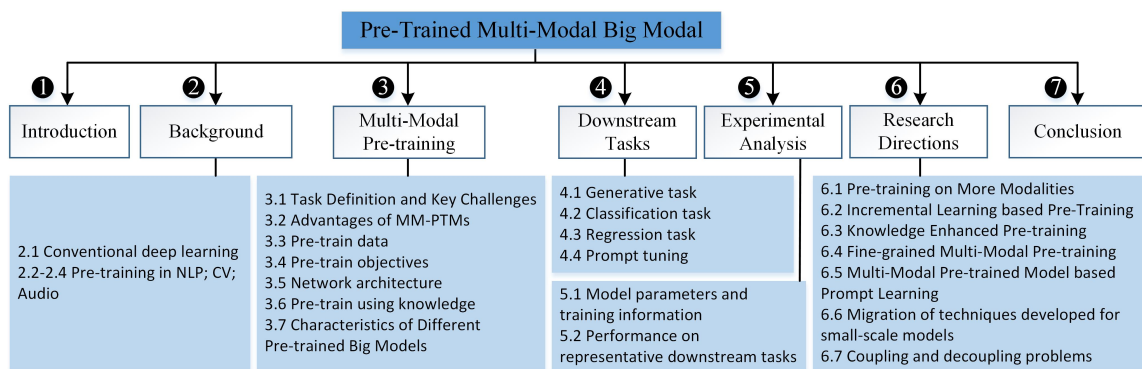 Pre-Trained Multi-Modal Big Modal
1
Introduction
2
Background
3
Multi-Modal
Pre-training
4
Downstream
Tasks
5
Experimental
Analysis
6
Research
Directions
7
Conclusion
2.1 Conventional deep learning
2.2-2.4 Pre-training in NLP; CV;
Audio
3.1 Task Definition and Key Challenges
3.2 Advantages of MM-PTMs
3.3 Pre-train data
3.4 Pre-train objectives
3.5 Network architecture
3.6 Pre-train using knowledge
3.7 Characteristics of Different
Pre-trained Big Models
4.1 Generative task
4.2 Classification task
4.3 Regression task
4.4 Prompt tuning
5.1 Model parameters and
training information
5.2 Performance on
representative downstream tasks
6.1 Pre-training on More Modalities
6.2 Incremental Learning based Pre-Training
6.3 Knowledge Enhanced Pre-training
6.4 Fine-grained Multi-Modal Pre-training
6.5 Multi-Modal Pre-trained Model based
Prompt Learning
6.6 Migration of techniques developed for
small-scale models
6.7 Coupling and decoupling problems